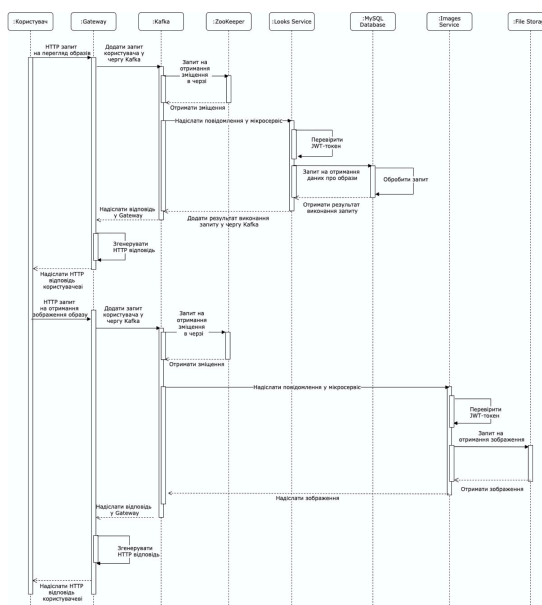 :Користувач
:Gateway
:Kafka
:ZooKeeper
:Looks Service
:MySQL
Database
:Images
Service
:File Storag
HTTP запит
на перегляд образів
Додати запит
користувача у
чергу Kafka
Запит на
отримання
зміщення
в черзі
Отримати зміщення
Надіслати повідомлення у мікросервіс
Перевірити
JWT-токен
Запит на отримання
даних про образи
Обрабити запит
Отримати результат
виконання запиту
Надіслати відповідь
у Gateway
Додати результат виконання
запиту у чергу Kafka
Згенерувати
HTTP відповідь
Надіслати HTTP
відповідь
користувачеві
HTTP запит
на отримання
зображення образу
Додати запит
користувача у
чергу Kafka
Запит на
отримання
зміщення
в черзі
Отримати зміщення
Надіслати повідомлення у мікросервіс
Перевірити
JWT-токен
Запит на
отримання зображення
Отримати зображення
Надіслати зображення
Надіслати відповідь
у Gateway
Згенерувати
HTTP відповідь
Надіслати HTTP
відповідь
користувачеві